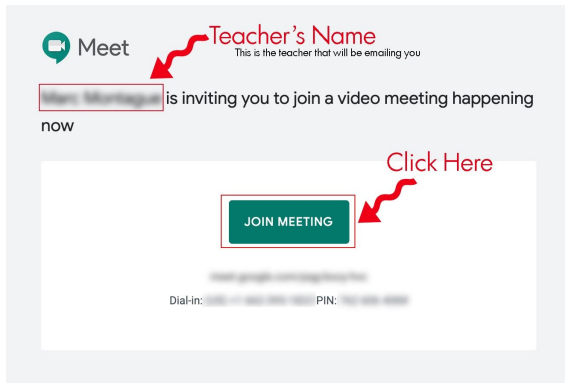 Meet
Teacher's Name
This is the teacher that will be emailing you
is inviting you to join a video meeting happening
now
Click Here
JOIN MEETING
Dial-in: PIN: